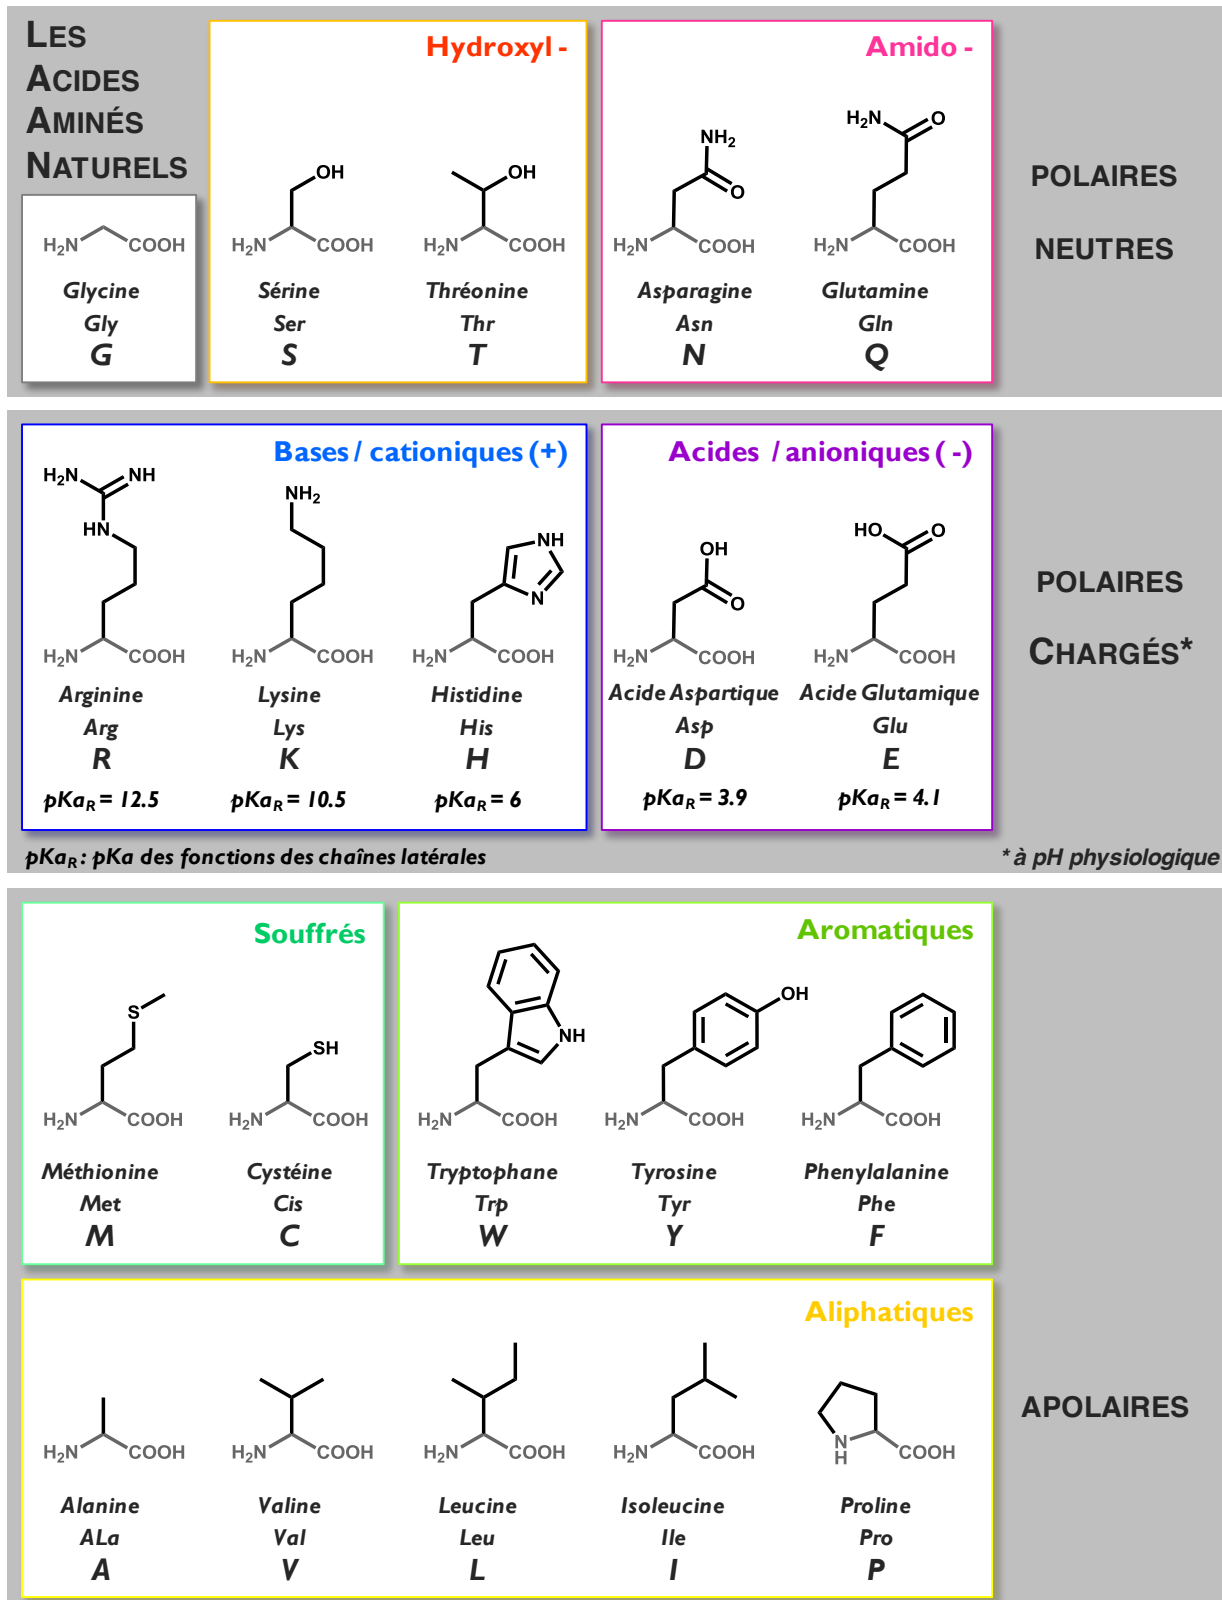 LES
ACIDES
AMINÉS
NATURELS
H₂N COOH
Glycine
Gly
G
Hydroxyl -
OH
H₂N COOH
Sérine
Ser
S
OH
H₂N COOH
Thréonine
Thr
T
Amido -
NH₂
O
H₂N COOH
Asparagine
Asn
N
H₂N O
H₂N COOH
Glutamine
Gln
Q
POLAIRES
NEUTRES
Bases / cationiques (+)
H₂N NH
HN
H₂N COOH
Arginine
Arg
R
pKaR = 12.5
NH₂
H₂N COOH
Lysine
Lys
K
pKaR = 10.5
NH
N
H₂N COOH
Histidine
His
H
pKaR = 6
Acides / anioniques ( -)
OH
O
H₂N COOH
Acide Aspartique
Asp
D
pKaR = 3.9
HO O
H₂N COOH
Acide Glutamique
Glu
E
pKaR = 4.1
POLAIRES
CHARGÉS*
pKaR : pKa des fonctions des chaînes latérales
* à pH physiologique
Souffrés
S
H₂N COOH
Méthionine
Met
M
SH
H₂N COOH
Cystéine
Cis
C
Aromatiques
NH
H₂N COOH
Tryptophane
Trp
W
OH
H₂N COOH
Tyrosine
Tyr
Y
H₂N COOH
Phenylalanine
Phe
F
Aliphatiques
H₂N COOH
Alanine
ALa
A
H₂N COOH
Valine
Val
V
H₂N COOH
Leucine
Leu
L
H₂N COOH
Isoleucine
Ile
I
N
H
COOH
Proline
Pro
P
APOLAIRES